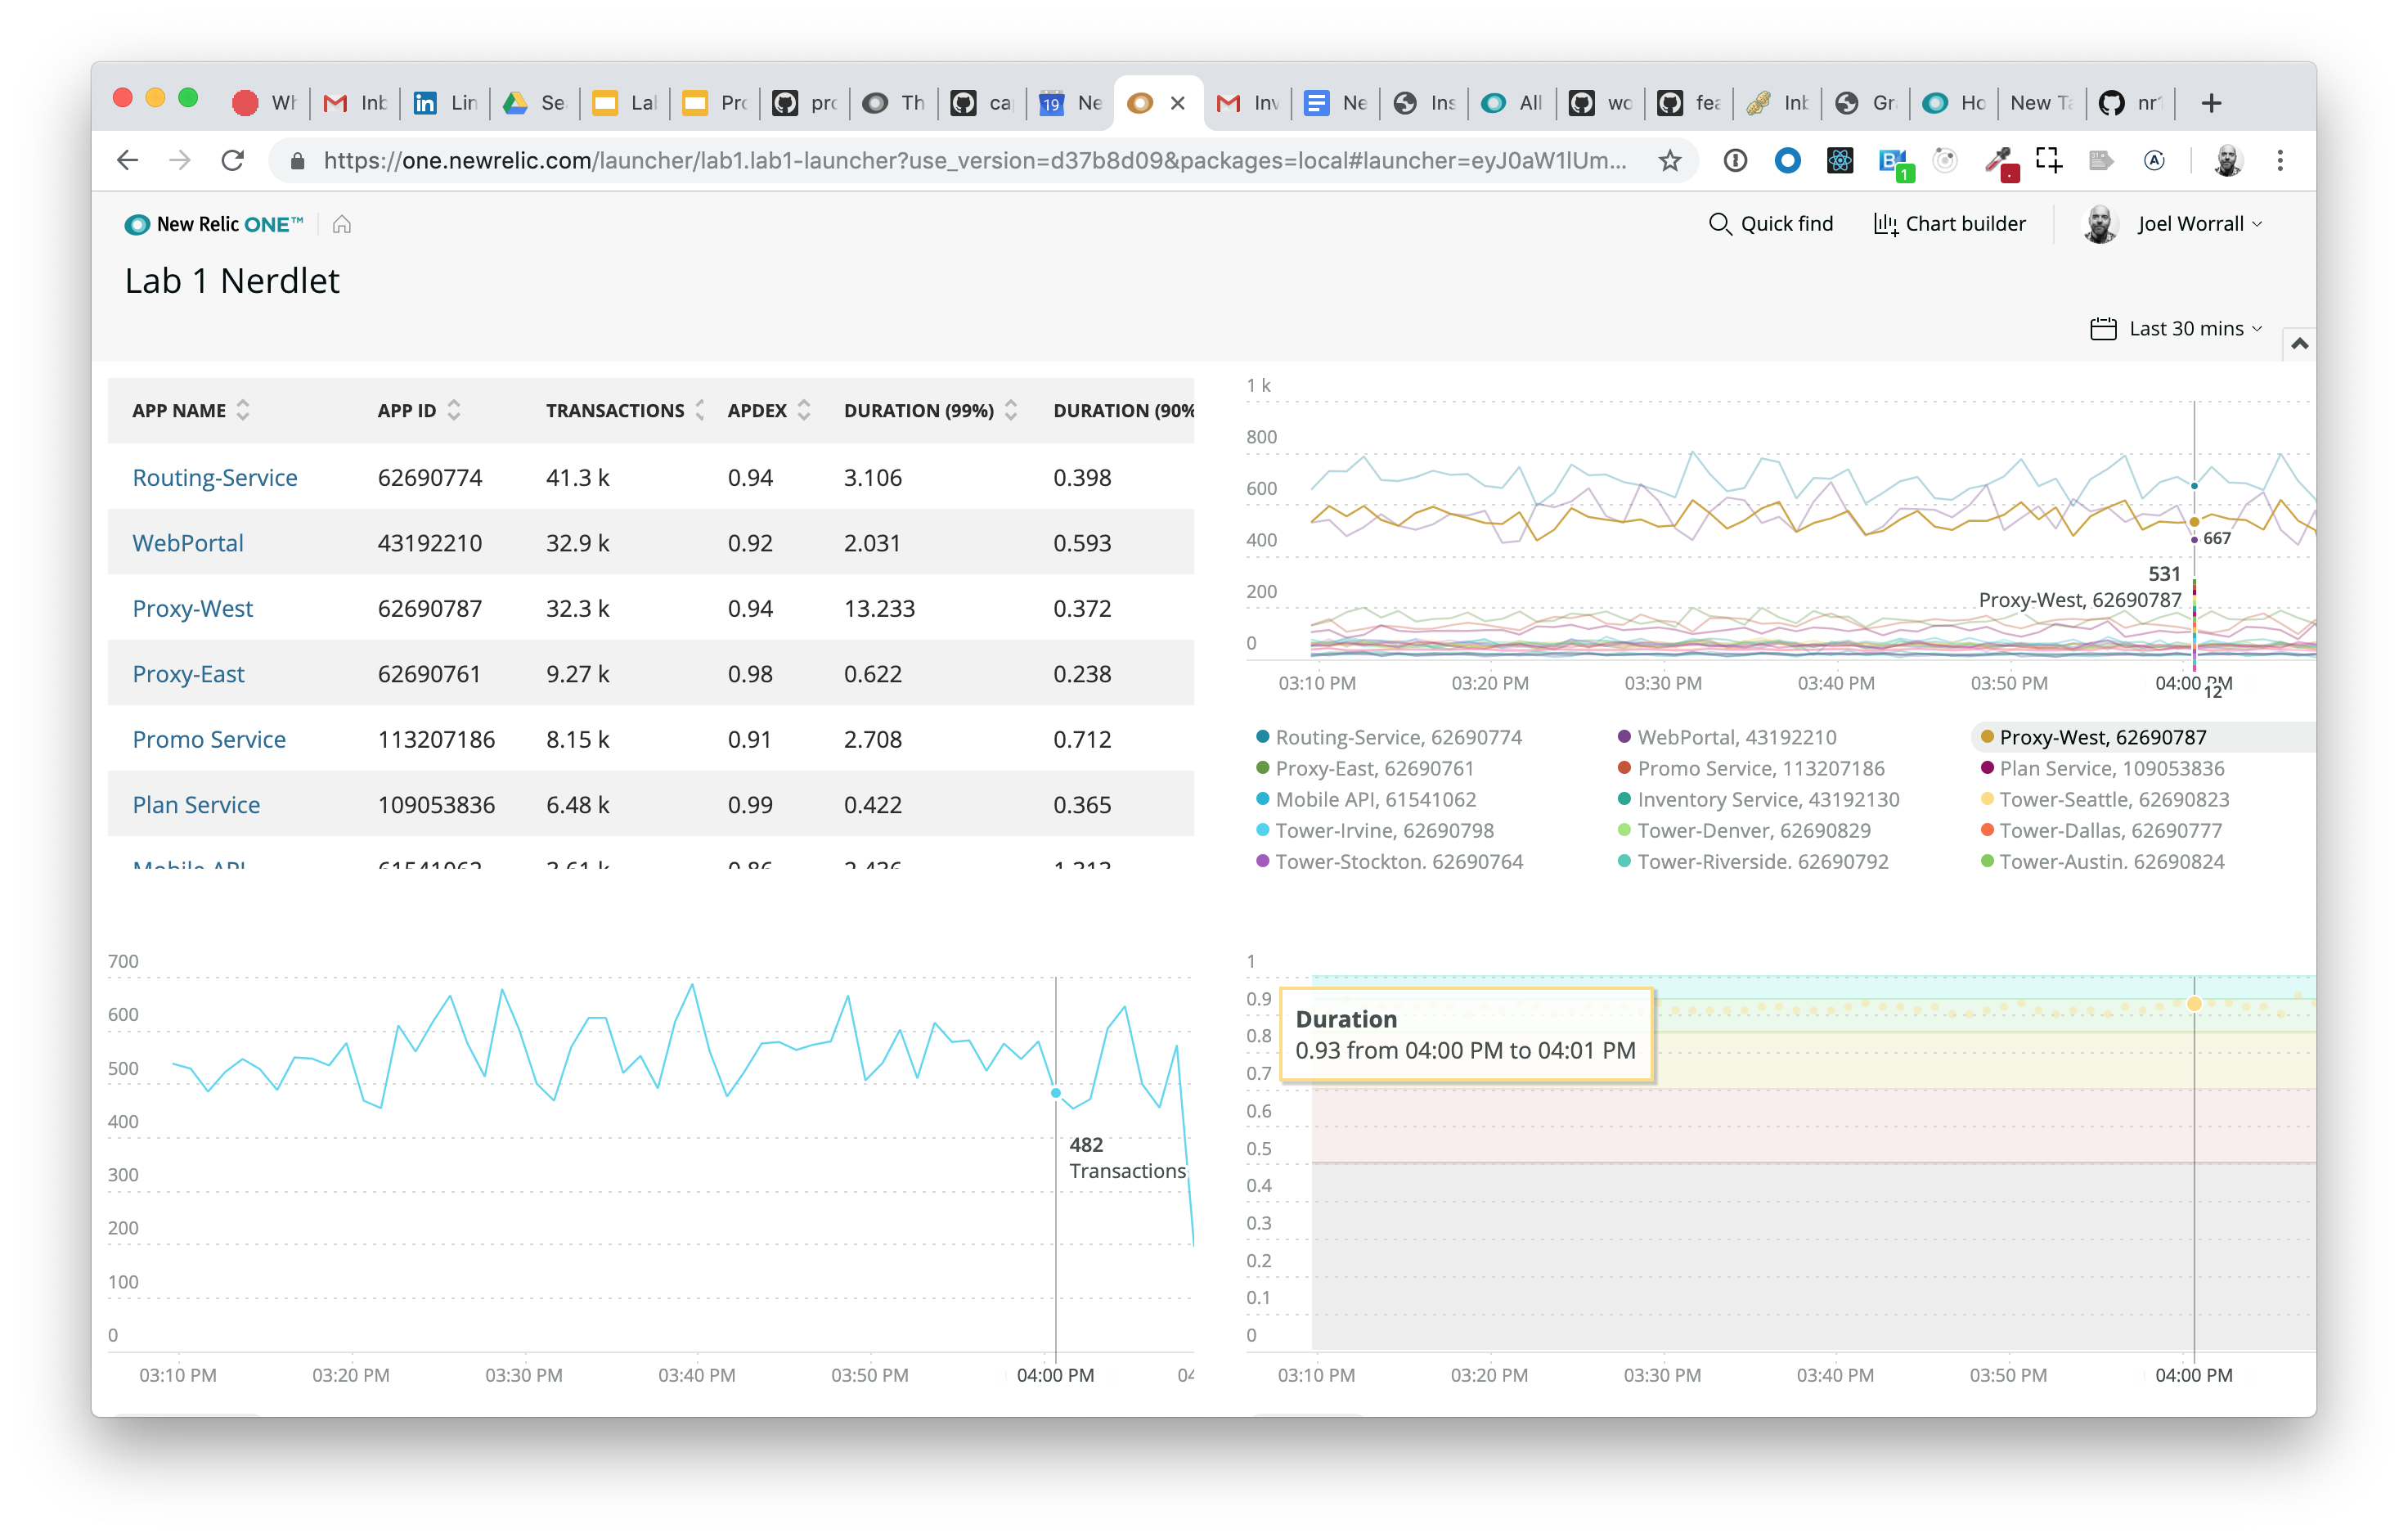 Wh
Inb
Lin
Se
Lal
Pro
pro
Th
ca
19
Ne
Inv
Ne
Ins
All
wo
fea
Inb
Gr
Ho
New Ta
nr1
https://one.newrelic.com/launcher/lab1.lab1-launcher?use_version=d37b8d09&packages=local#launcher=eyJ0aW1lUm...
1
New Relic ONE™
Quick find
Chart builder
Joel Worrall
Lab 1 Nerdlet
Last 30 mins
APP NAME APP ID TRANSACTIONS APDEX DURATION (99%) DURATION (90%
Routing-Service 62690774 41.3 k 0.94 3.106 0.398
WebPortal 43192210 32.9 k 0.92 2.031 0.593
Proxy-West 62690787 32.3 k 0.94 13.233 0.372
Proxy-East 62690761 9.27 k 0.98 0.622 0.238
Promo Service 113207186 8.15 k 0.91 2.708 0.712
Plan Service 109053836 6.48 k 0.99 0.422 0.365
Mobile API 61541062 3.61 k 0.86 2.436 1.313
1 k
800
600
400
200
0
667
531
Proxy-West, 62690787
03:10 PM 03:20 PM 03:30 PM 03:40 PM 03:50 PM 04:00 PM
12
Routing-Service, 62690774 WebPortal, 43192210 Proxy-West, 62690787
Proxy-East, 62690761 Promo Service, 113207186 Plan Service, 109053836
Mobile API, 61541062 Inventory Service, 43192130 Tower-Seattle, 62690823
Tower-Irvine, 62690798 Tower-Denver, 62690829 Tower-Dallas, 62690777
Tower-Stockton, 62690764 Tower-Riverside, 62690792 Tower-Austin, 62690824
700
600
500
400
300
200
100
0
482
Transactions
03:10 PM 03:20 PM 03:30 PM 03:40 PM 03:50 PM 04:00 PM 04
1
0.9
0.8
0.7
0.6
0.5
0.4
0.3
0.2
0.1
0
Duration
0.93 from 04:00 PM to 04:01 PM
03:10 PM 03:20 PM 03:30 PM 03:40 PM 03:50 PM 04:00 PM